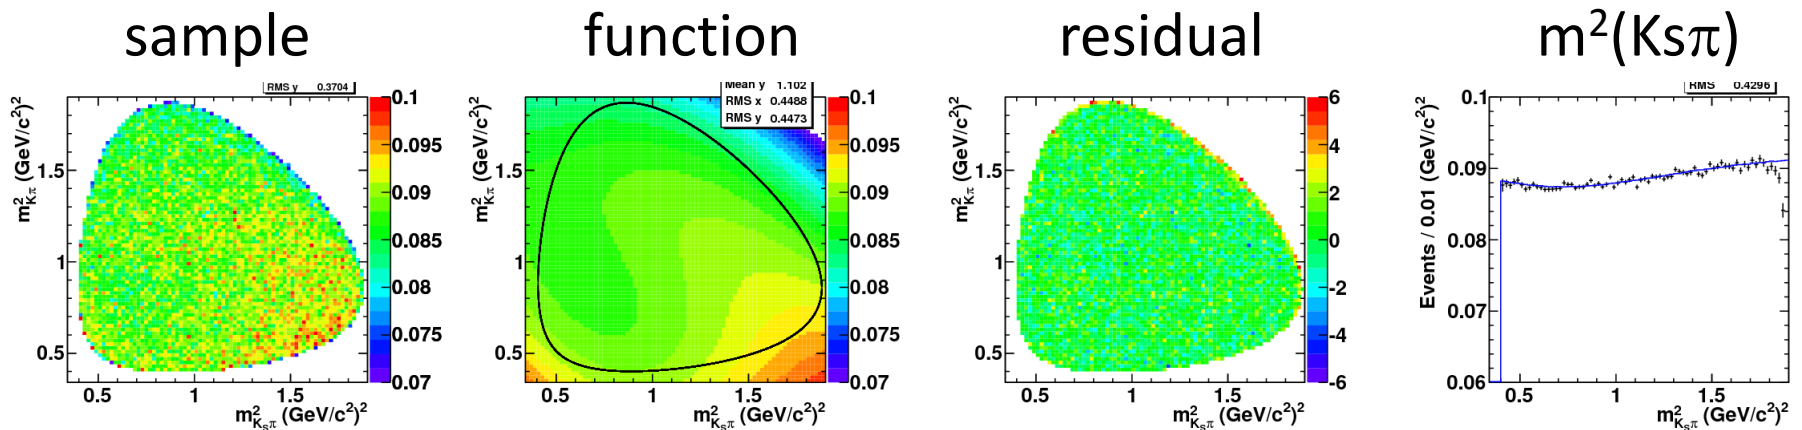 sample
function
residual
m²(Ksπ)
RMS y 0.3704
m²Kπ (GeV/c²)²
1.5
1
0.5
0.5 1 1.5
m²KSπ (GeV/c²)²
0.1
0.095
0.09
0.085
0.08
0.075
0.07
Mean y 1.102
RMS x 0.4488
RMS y 0.4473
m²Kπ (GeV/c²)²
1.5
1
0.5
0.5 1 1.5
m²KSπ (GeV/c²)²
0.1
0.095
0.09
0.085
0.08
0.075
0.07
m²Kπ (GeV/c²)²
1.5
1
0.5
0.5 1 1.5
m²KSπ (GeV/c²)²
6
4
2
0
-2
-4
-6
RMS 0.4296
Events / 0.01 (GeV/c²)²
0.1
0.09
0.08
0.07
0.06
0.5 1 1.5
m²KSπ (GeV/c²)²